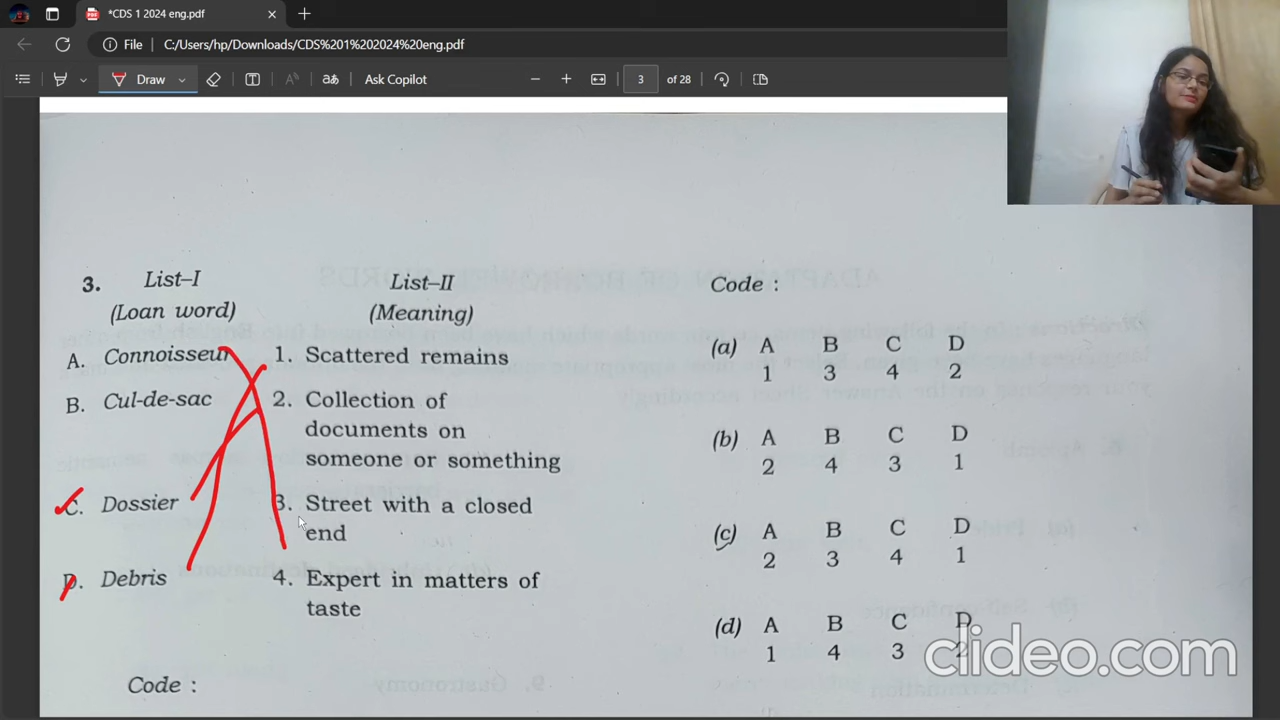 *CDS 1 2024 eng.pdf
File C:/Users/hp/Downloads/CDS%201%202024%20eng.pdf
Draw aあ Ask Copilot 3 of 28
3. List–I List–II
(Loan word) (Meaning)
A. Connoisseur 1. Scattered remains
B. Cul-de-sac 2. Collection of
documents on
someone or something
C. Dossier 3. Street with a closed
end
D. Debris 4. Expert in matters of
taste
Code :
Code :
(a) A B C D
1 3 4 2
(b) A B C D
2 4 3 1
(c) A B C D
2 3 4 1
(d) A B C D
1 4 3 2
clideo.com